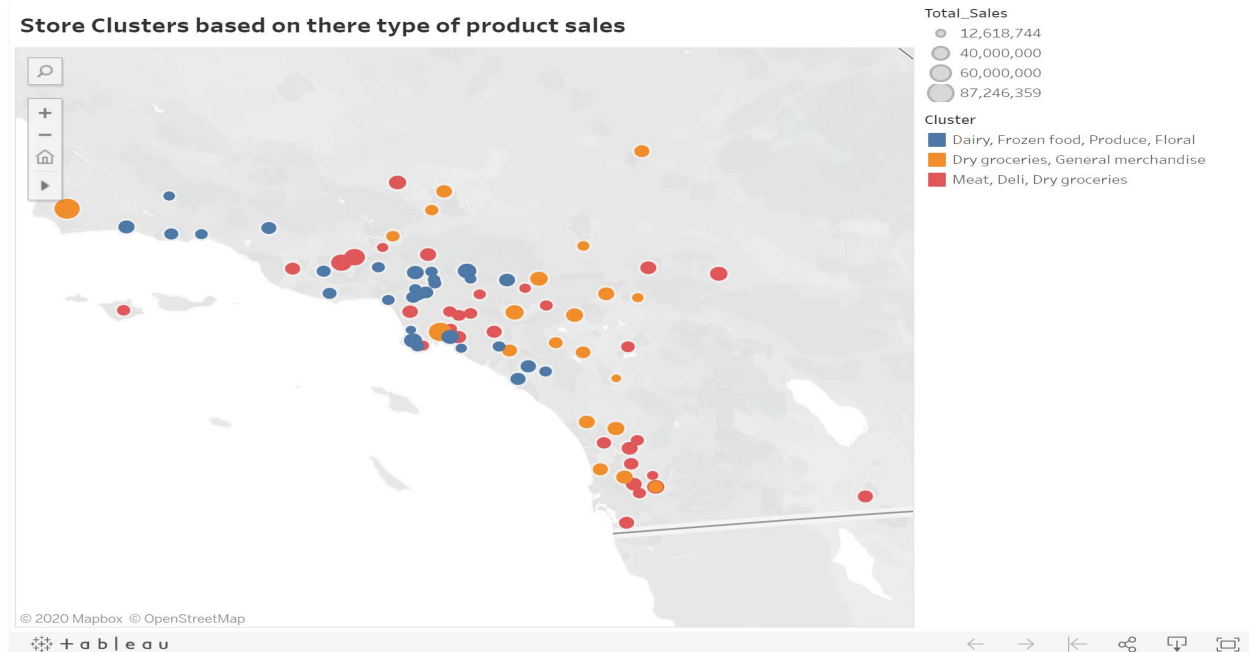 Store Clusters based on there type of product sales
Total_Sales
12,618,744
40,000,000
60,000,000
87,246,359
Cluster
Dairy, Frozen food, Produce, Floral
Dry groceries, General merchandise
Meat, Deli, Dry groceries
© 2020 Mapbox © OpenStreetMap
+ a b | e a u